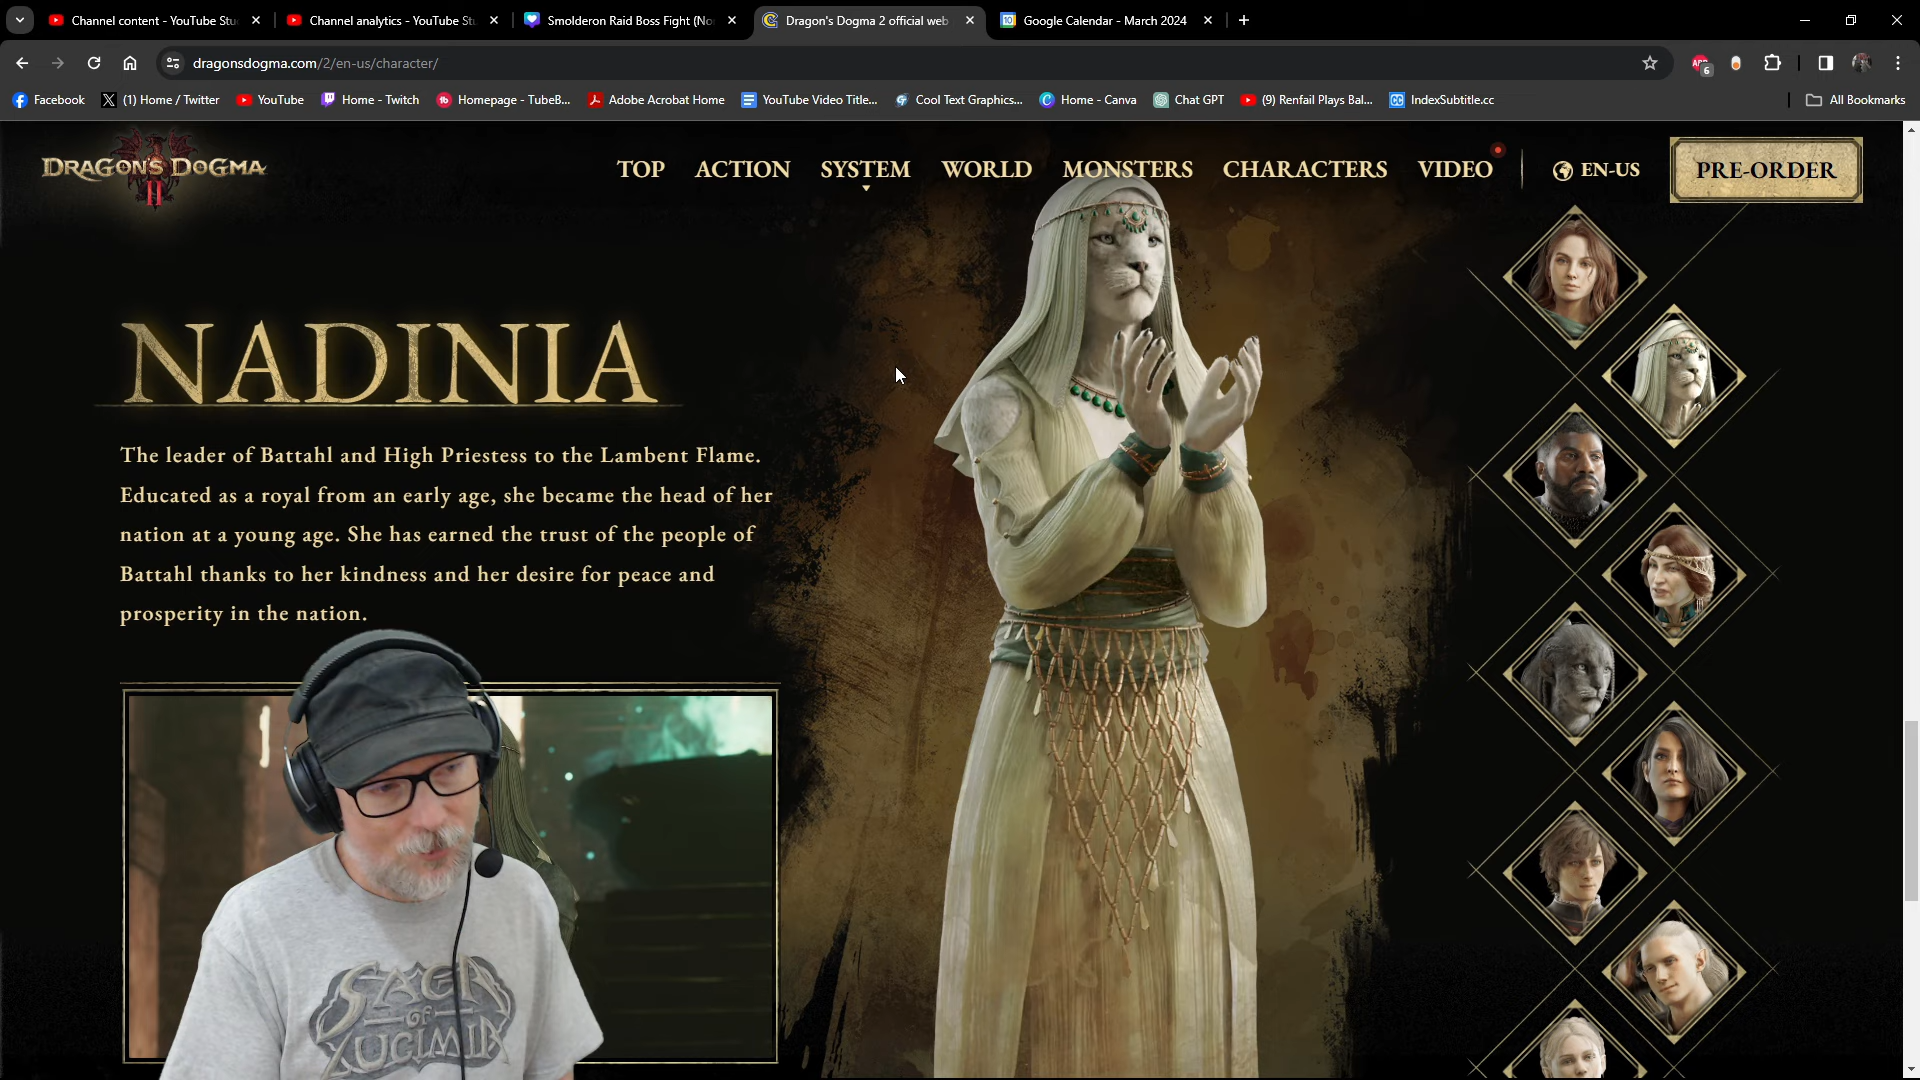 Channel content - YouTube Stu
Channel analytics - YouTube Stu
Smolderon Raid Boss Fight (No
Dragon's Dogma 2 official web
Google Calendar - March 2024
dragonsdogma.com/2/en-us/character/
6
Facebook
(1) Home / Twitter
YouTube
Home - Twitch
Homepage - TubeB...
Adobe Acrobat Home
YouTube Video Title...
Cool Text Graphics...
Home - Canva
Chat GPT
(9) Renfail Plays Bal...
IndexSubtitle.cc
All Bookmarks
DRAGON'S DOGMA
II
TOP
ACTION
SYSTEM
WORLD
MONSTERS
CHARACTERS
VIDEO
EN-US
PRE-ORDER
NADINIA
The leader of Battahl and High Priestess to the Lambent Flame.
Educated as a royal from an early age, she became the head of her
nation at a young age. She has earned the trust of the people of
Battahl thanks to her kindness and her desire for peace and
prosperity in the nation.
SAGA
OF
LUCIMIA